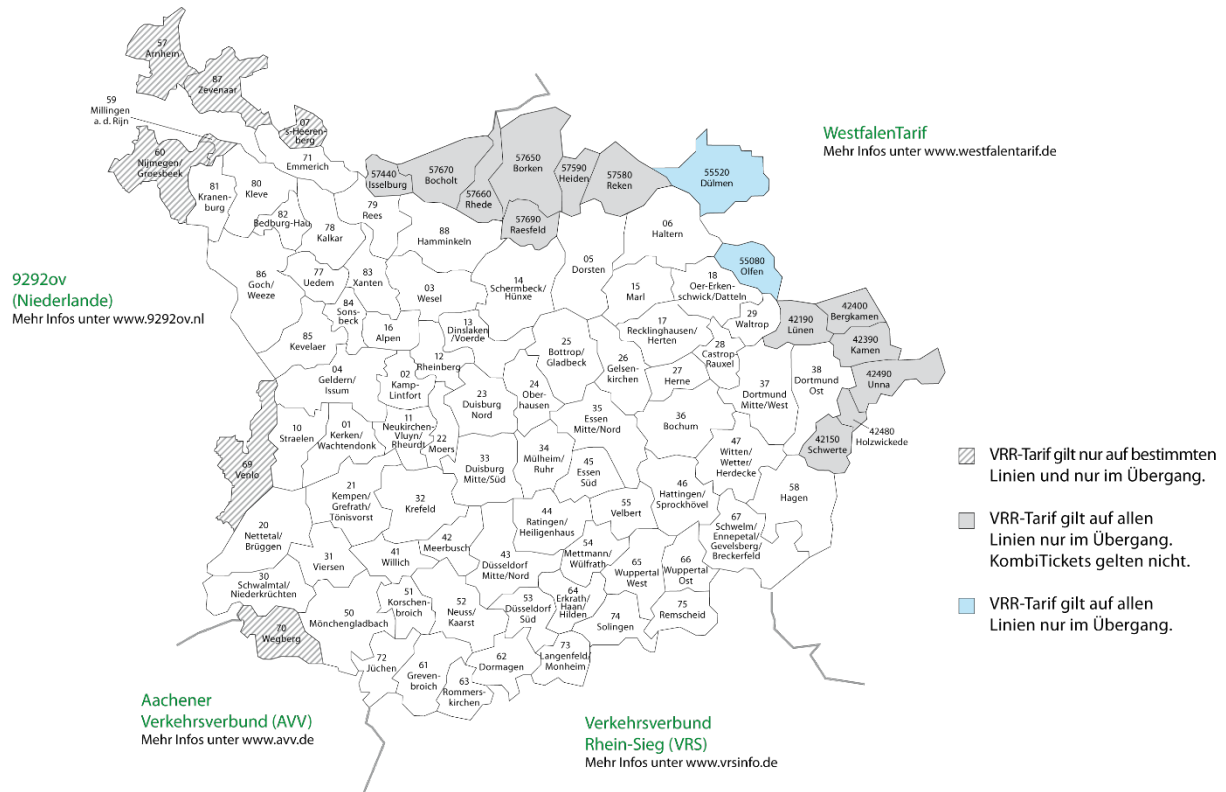 57
Arnheim
87
Zevenaar
59
Millingen
a. d. Rijn
07
's-Heeren-
berg
60
Nijmegen/
Groesbeek
71
Emmerich
81
Kranen-
burg
80
Kleve
82
Bedburg-Hau
78
Kalkar
79
Rees
57440
Isselburg
57670
Bocholt
57660
Rhede
57650
Borken
57690
Raesfeld
57590
Heiden
57580
Reken
55520
Dülmen
WestfalenTarif
Mehr Infos unter www.westfalentarif.de
88
Hamminkeln
06
Haltern
05
Dorsten
55080
Olfen
9292ov
(Niederlande)
Mehr Infos unter www.9292ov.nl
86
Goch/
Weeze
77
Uedem
83
Xanten
84
Sons-
beck
03
Wesel
14
Schermbeck/
Hünxe
15
Marl
18
Oer-Erken-
schwick/Datteln
29
Waltrop
42190
Lünen
42400
Bergkamen
42390
Kamen
42490
Unna
85
Kevelaer
16
Alpen
13
Dinslaken
/Voerde
17
Recklinghausen/
Herten
28
Castrop-
Rauxel
25
Bottrop/
Gladbeck
26
Gelsen-
kirchen
27
Herne
37
Dortmund
Mitte/West
38
Dortmund
Ost
04
Geldern/
Issum
02
Kamp-
Lintfort
12
Rheinberg
23
Duisburg
Nord
24
Ober-
hausen
35
Essen
Mitte/Nord
36
Bochum
10
Straelen
01
Kerken/
Wachtendonk
11
Neukirchen-
Vluyn/
Rheurdt
22
Moers
33
Duisburg
Mitte/Süd
34
Mülheim/
Ruhr
45
Essen
Süd
47
Witten/
Wetter/
Herdecke
42150
Schwerte
42480
Holzwickede
69
Venlo
21
Kempen/
Grefrath/
Tönisvorst
32
Krefeld
44
Ratingen/
Heiligenhaus
55
Velbert
46
Hattingen/
Sprockhövel
58
Hagen
67
Schwelm/
Ennepetal/
Gevelsberg/
Breckerfeld
20
Nettetal/
Brüggen
31
Viersen
41
Willich
42
Meerbusch
43
Düsseldorf
Mitte/Nord
54
Mettmann/
Wülfrath
65
Wuppertal
West
66
Wuppertal
Ost
30
Schwalmtal/
Niederkrüchten
50
Mönchengladbach
51
Korschen-
broich
52
Neuss/
Kaarst
53
Düsseldorf
Süd
64
Erkrath/
Haan/
Hilden
74
Solingen
75
Remscheid
70
Wegberg
72
Jüchen
61
Greven-
broich
63
Rommers-
kirchen
62
Dormagen
73
Langenfeld/
Monheim
VRR-Tarif gilt nur auf bestimmten
Linien und nur im Übergang.
VRR-Tarif gilt auf allen
Linien nur im Übergang.
KombiTickets gelten nicht.
VRR-Tarif gilt auf allen
Linien nur im Übergang.
Aachener
Verkehrsverbund (AVV)
Mehr Infos unter www.avv.de
Verkehrsverbund
Rhein-Sieg (VRS)
Mehr Infos unter www.vrsinfo.de